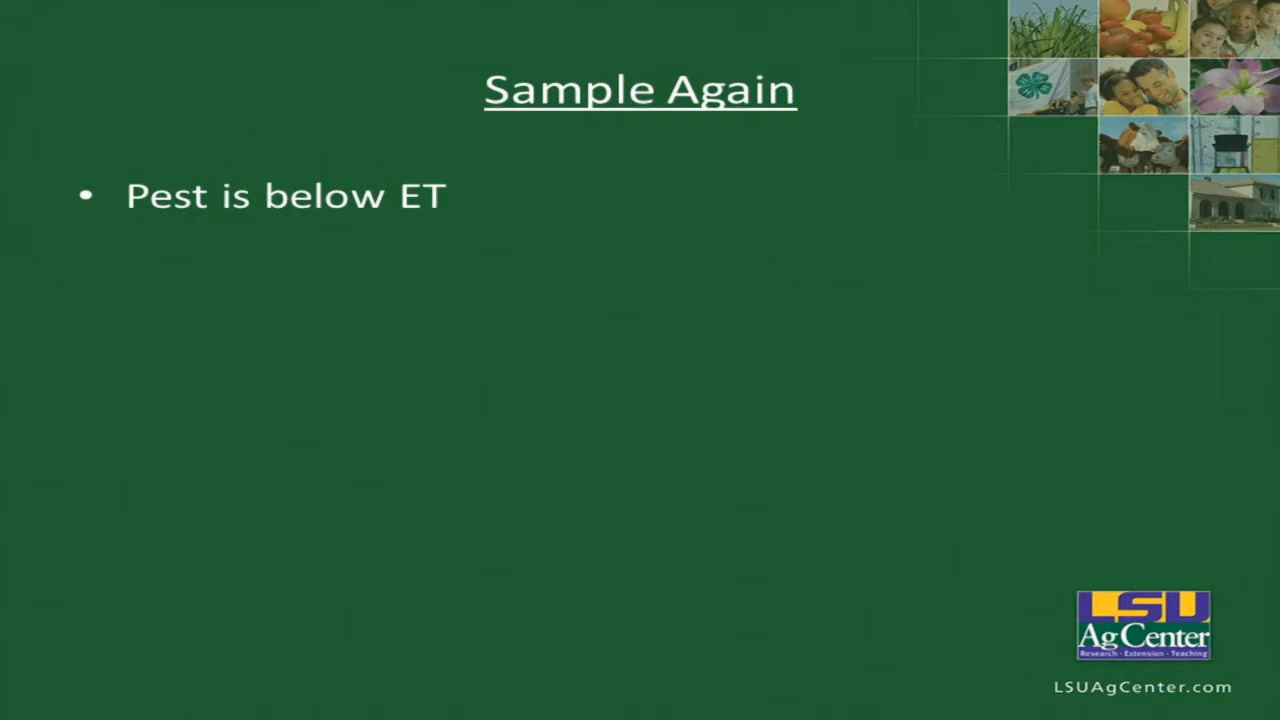 Sample Again
• Pest is below ET
LSU
AgCenter
Research · Extension · Teaching
LSUAgCenter.com